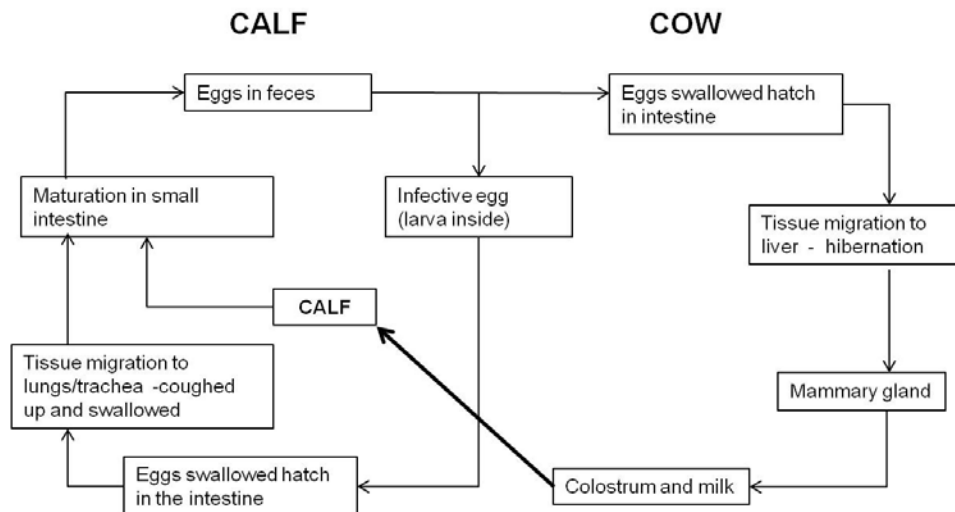 CALF
COW
Eggs in feces
Eggs swallowed hatch
in intestine
Maturation in small
intestine
Infective egg
(larva inside)
Tissue migration to
liver - hibernation
CALF
Tissue migration to
lungs/trachea -coughed
up and swallowed
Mammary gland
Eggs swallowed hatch
in the intestine
Colostrum and milk